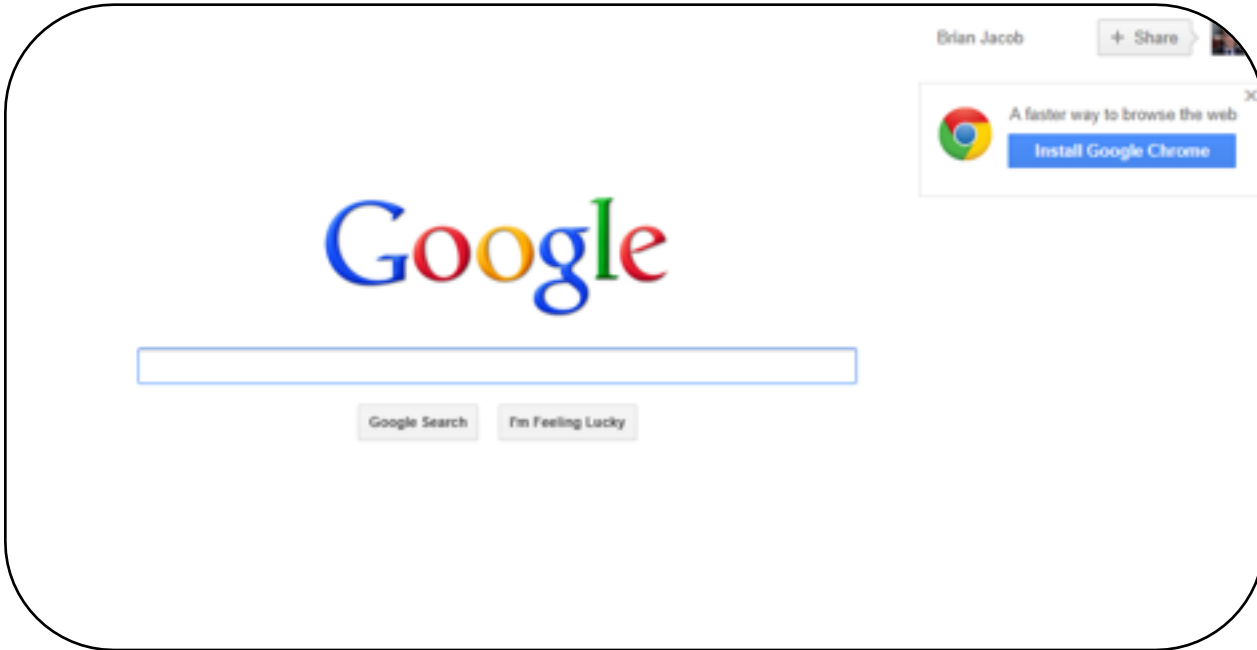 Brian Jacob + Share
A faster way to browse the web
Install Google Chrome
Google
Google Search I'm Feeling Lucky